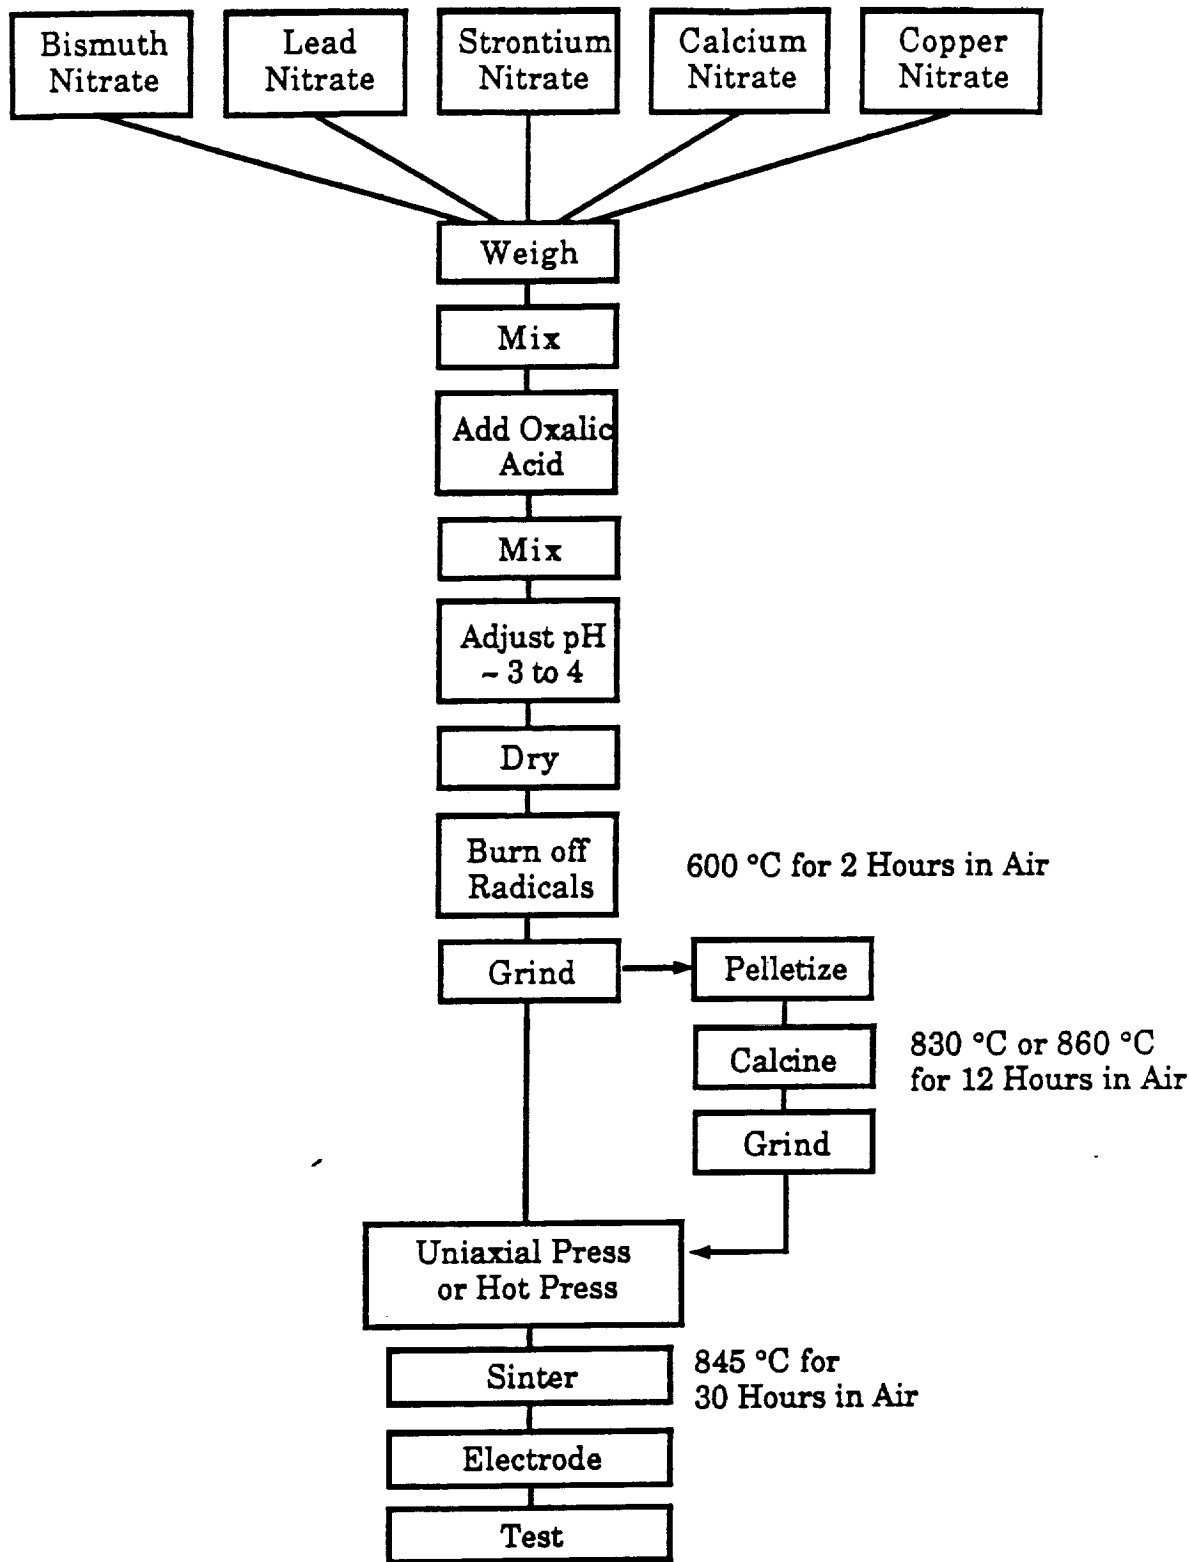 Bismuth
Nitrate
Lead
Nitrate
Strontium
Nitrate
Calcium
Nitrate
Copper
Nitrate
Weigh
Mix
Add Oxalic
Acid
Mix
Adjust pH
~ 3 to 4
Dry
Burn off
Radicals
600 °C for 2 Hours in Air
Grind
Pelletize
Calcine
830 °C or 860 °C
for 12 Hours in Air
Grind
Uniaxial Press
or Hot Press
Sinter
845 °C for
30 Hours in Air
Electrode
Test